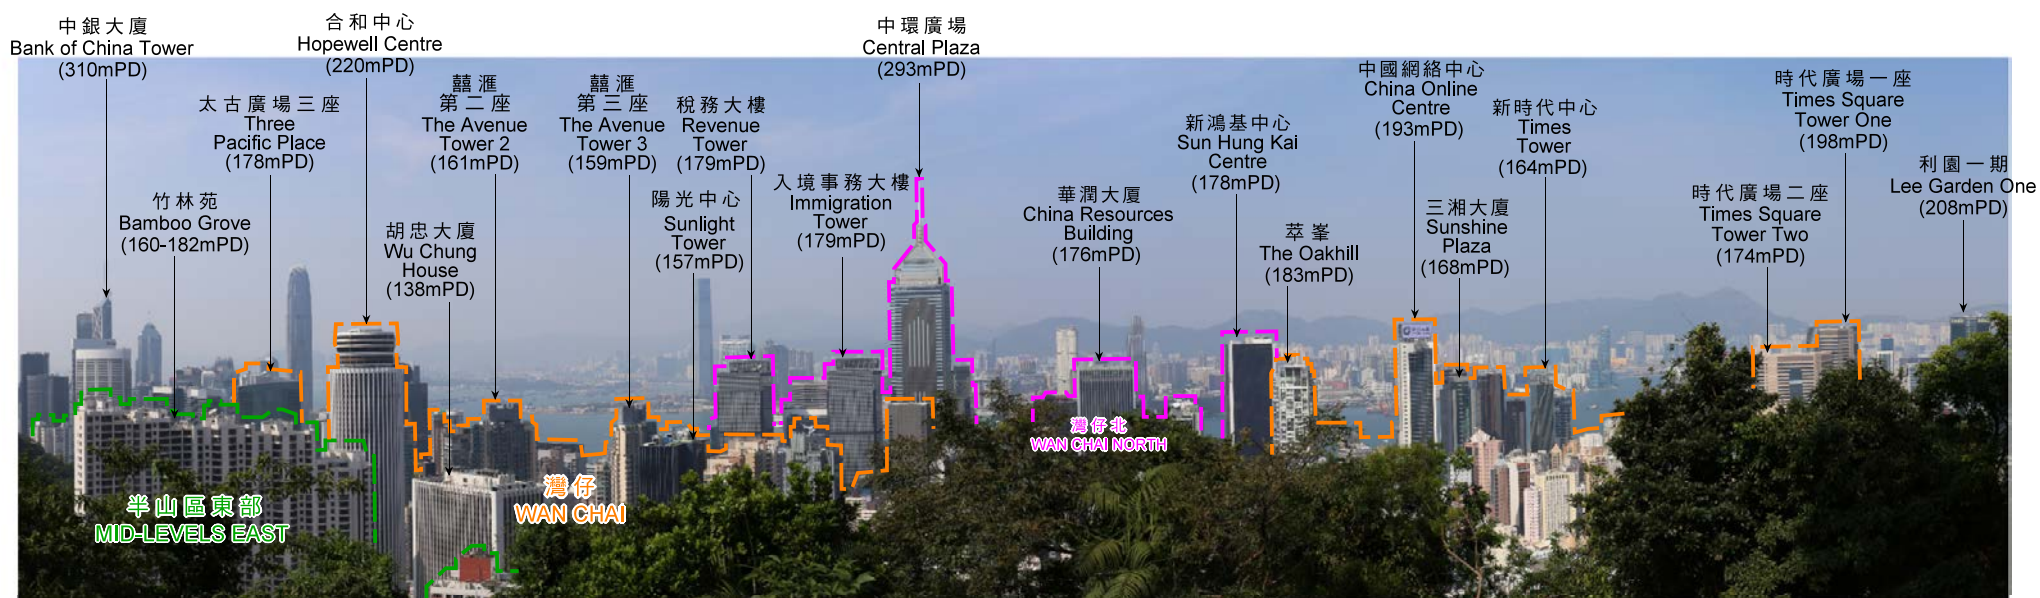 中銀大廈
Bank of China Tower
(310mPD)
竹林苑
Bamboo Grove
(160-182mPD)
太古廣場三座
Three
Pacific Place
(178mPD)
合和中心
Hopewell Centre
(220mPD)
胡忠大廈
Wu Chung
House
(138mPD)
囍滙
第二座
The Avenue
Tower 2
(161mPD)
囍滙
第三座
The Avenue
Tower 3
(159mPD)
稅務大樓
Revenue
Tower
(179mPD)
陽光中心
Sunlight
Tower
(157mPD)
入境事務大樓
Immigration
Tower
(179mPD)
中環廣場
Central Plaza
(293mPD)
華潤大厦
China Resources
Building
(176mPD)
新鴻基中心
Sun Hung Kai
Centre
(178mPD)
萃峯
The Oakhill
(183mPD)
中國網絡中心
China Online
Centre
(193mPD)
三湘大廈
Sunshine
Plaza
(168mPD)
新時代中心
Times
Tower
(164mPD)
時代廣場二座
Times Square
Tower Two
(174mPD)
時代廣場一座
Times Square
Tower One
(198mPD)
利園一期
Lee Garden One
(208mPD)
半山區東部
MID-LEVELS EAST
灣仔
WAN CHAI
灣仔北
WAN CHAI NORTH